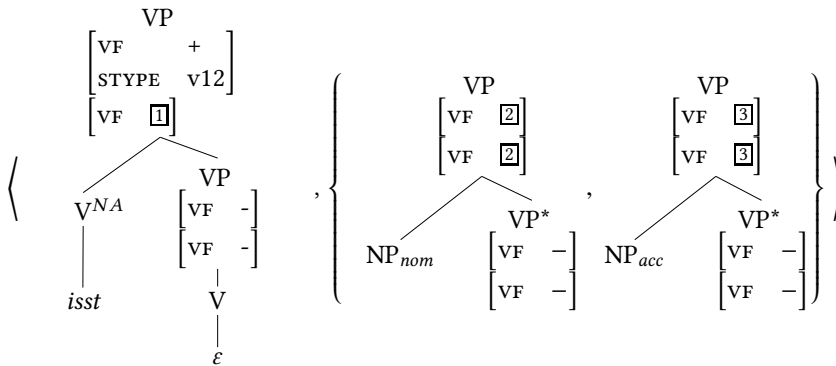 VP
[VF +
STYPE v12]
[VF 1]
V^NA
isst
VP
[VF -]
[VF -]
V
ε
,
VP
[VF 2]
[VF 2]
NP_nom
VP*
[VF −]
[VF −]
,
VP
[VF 3]
[VF 3]
NP_acc
VP*
[VF −]
[VF −]